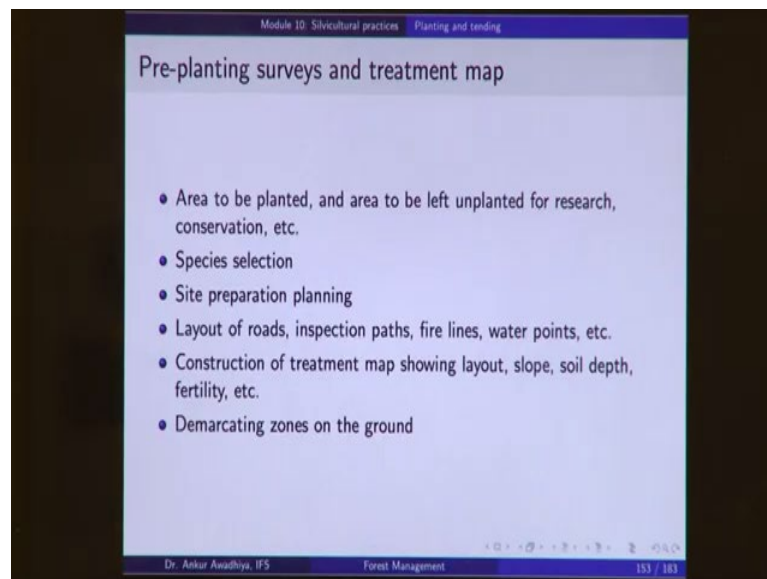 Module 10: Silvicultural practices Planting and tending
Pre-planting surveys and treatment map
Area to be planted, and area to be left unplanted for research,
conservation, etc.
Species selection
Site preparation planning
Layout of roads, inspection paths, fire lines, water points, etc.
Construction of treatment map showing layout, slope, soil depth,
fertility, etc.
Demarcating zones on the ground
Dr. Ankur Awadhiya, IFS Forest Management 153 / 183